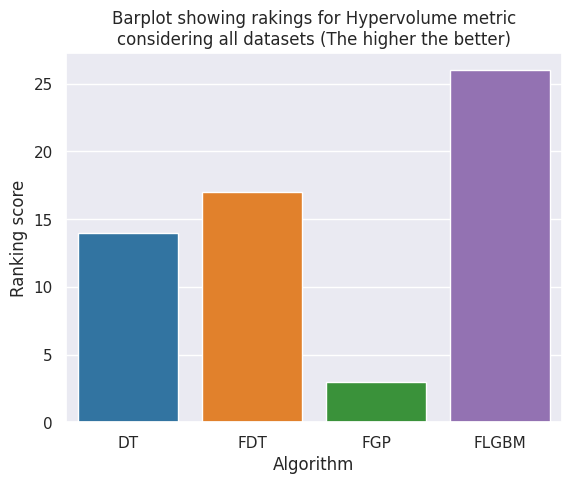 Barplot showing rakings for Hypervolume metric
considering all datasets (The higher the better)
Ranking score
25
20
15
10
5
0
DT FDT FGP FLGBM
Algorithm